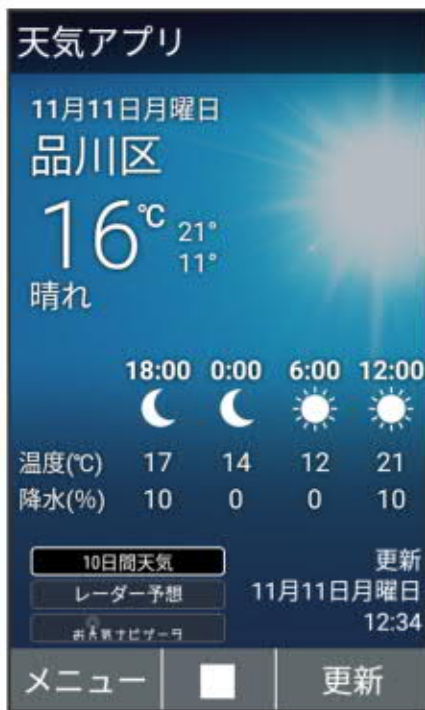 天気アプリ
11月11日月曜日
品川区
16℃ 21°
11°
晴れ
18:00 0:00 6:00 12:00
温度(℃) 17 14 12 21
降水(%) 10 0 0 10
10日間天気
レーダー予想
更新
11月11日月曜日
12:34
メニュー 更新